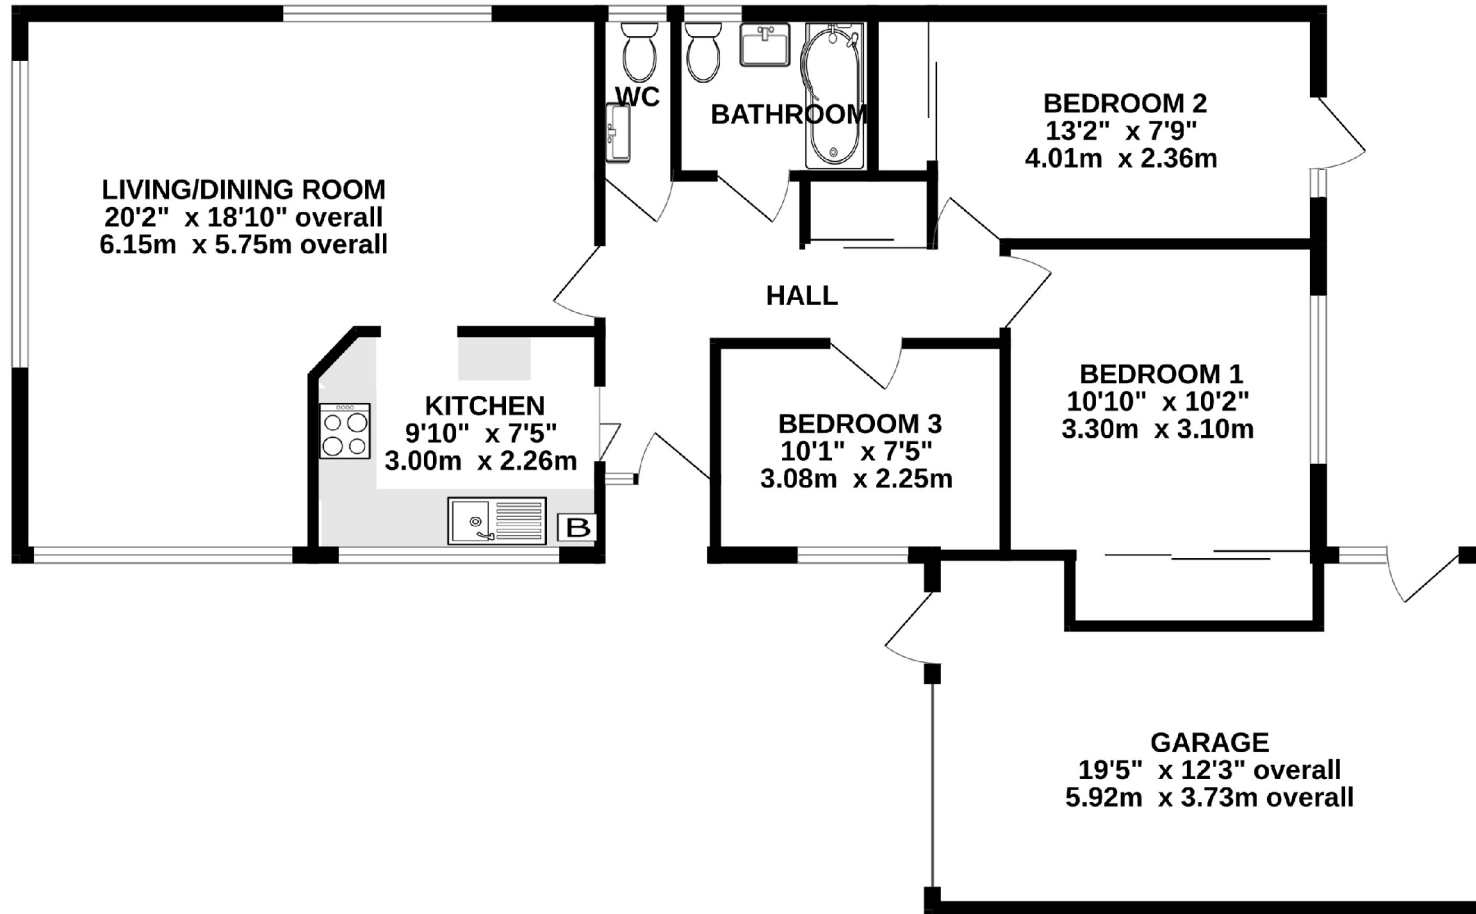 WC
BATHROOM
BEDROOM 2
13'2" x 7'9"
4.01m x 2.36m
LIVING/DINING ROOM
20'2" x 18'10" overall
6.15m x 5.75m overall
HALL
BEDROOM 1
10'10" x 10'2"
3.30m x 3.10m
KITCHEN
9'10" x 7'5"
3.00m x 2.26m
BEDROOM 3
10'1" x 7'5"
3.08m x 2.25m
B
GARAGE
19'5" x 12'3" overall
5.92m x 3.73m overall